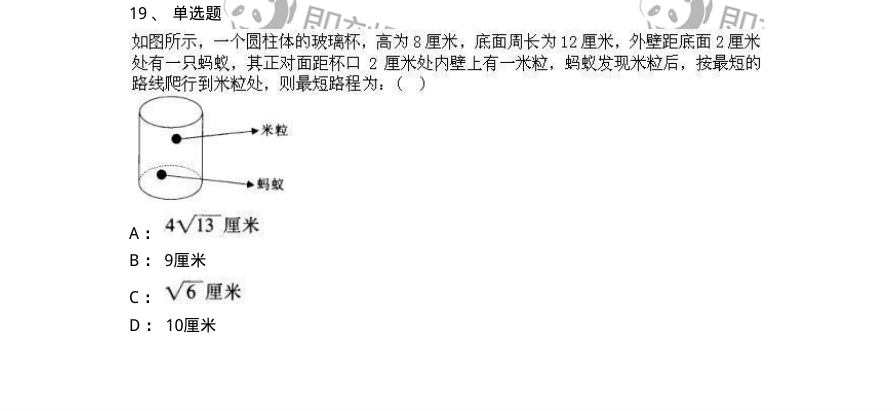 19、 单选题
如图所示，一个圆柱体的玻璃杯，高为8厘米，底面周长为12厘米，外壁距底面2厘米
处有一只蚂蚁，其正对面距杯口 2 厘米处内壁上有一米粒，蚂蚁发现米粒后，按最短的
路线爬行到米粒处，则最短路程为：（ ）
米粒
蚂蚁
A： 4√13 厘米
B： 9厘米
C： √6 厘米
D： 10厘米